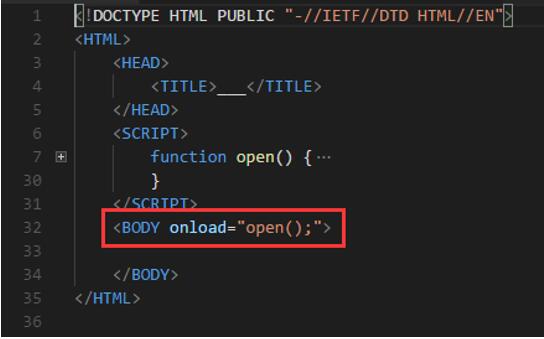 1 <!DOCTYPE HTML PUBLIC "-//IETF//DTD HTML//EN">
2 <HTML>
3 <HEAD>
4 <TITLE>___</TITLE>
5 </HEAD>
6 <SCRIPT>
7 function open() {⋯
30 }
31 </SCRIPT>
32 <BODY onload="open();">
33
34 </BODY>
35 </HTML>
36